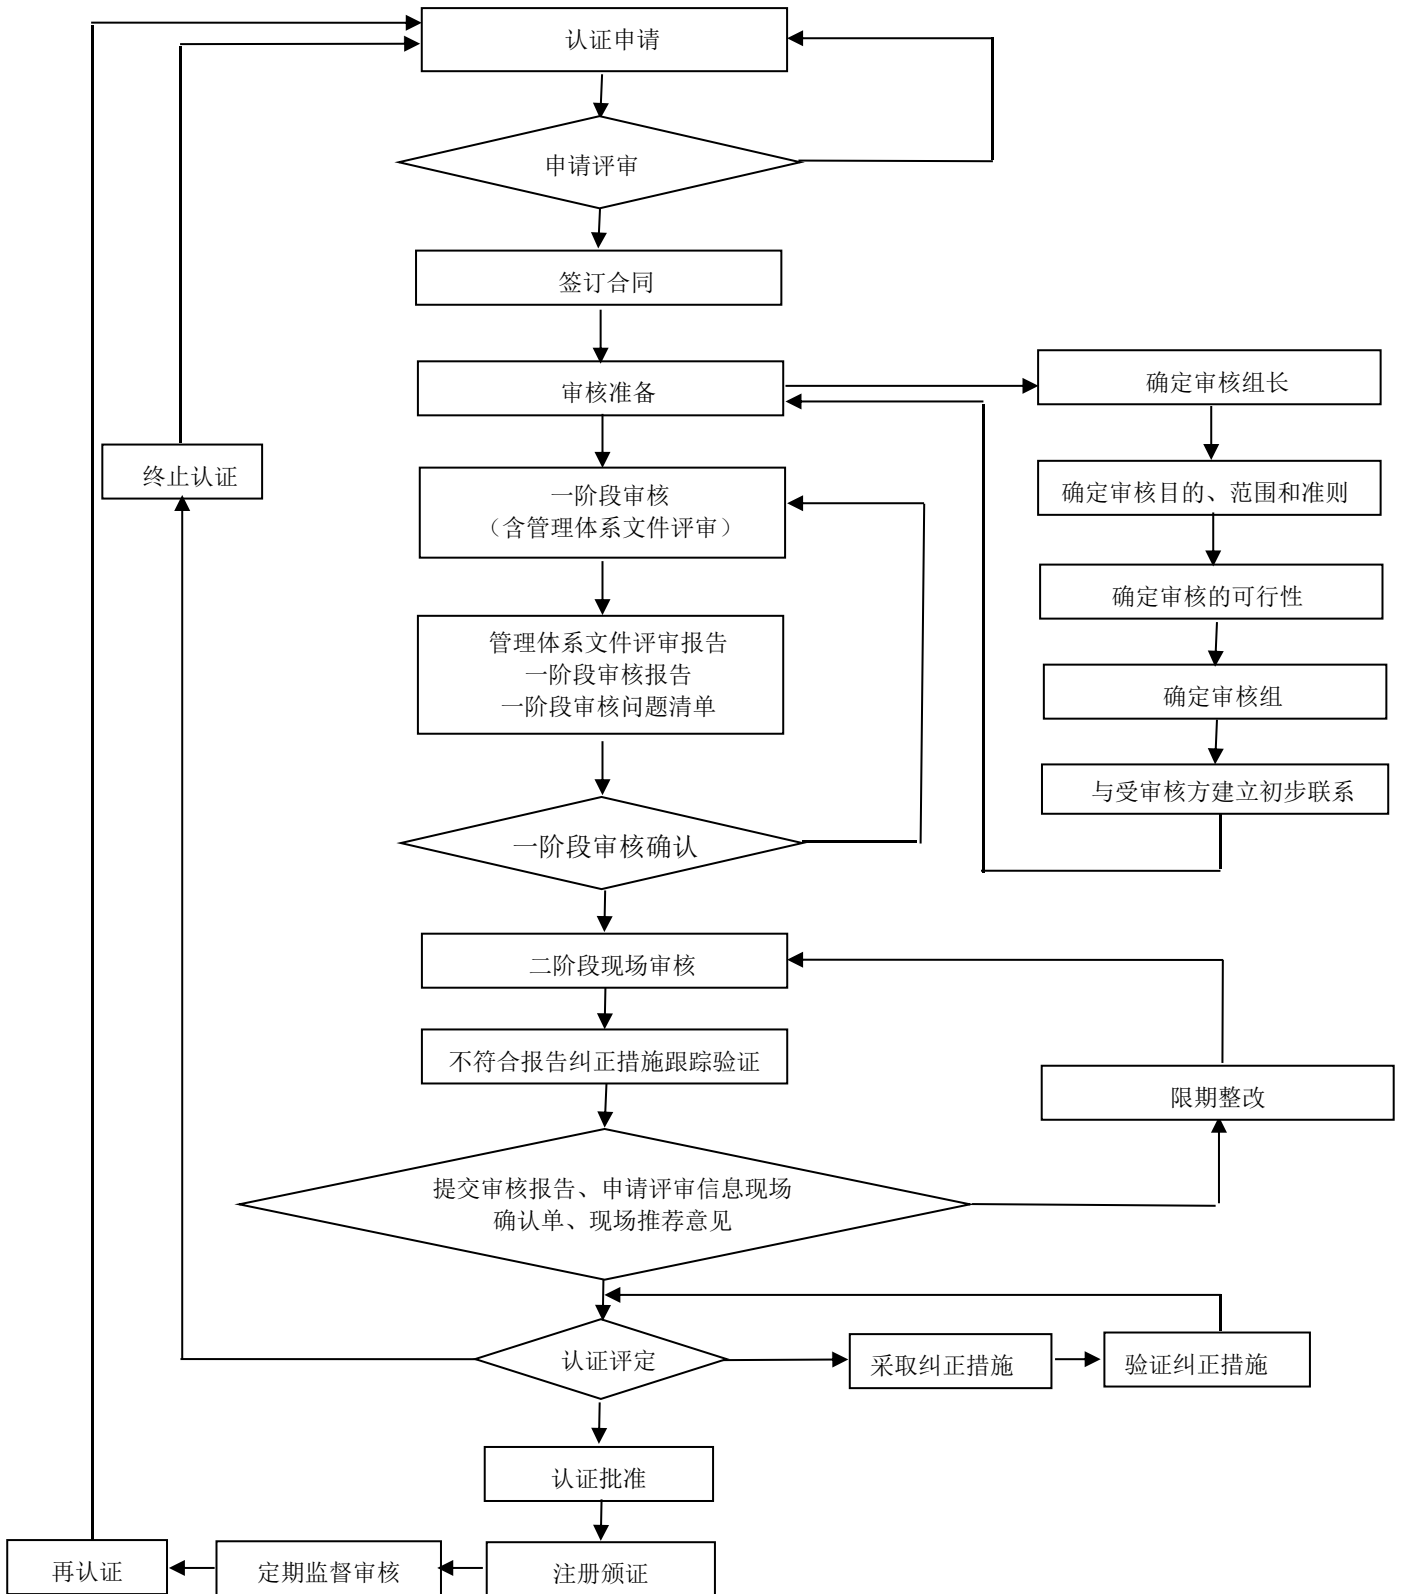 认证申请
申请评审
签订合同
审核准备
确定审核组长
终止认证
一阶段审核
（含管理体系文件评审）
确定审核目的、范围和准则
确定审核的可行性
管理体系文件评审报告
一阶段审核报告
一阶段审核问题清单
确定审核组
与受审核方建立初步联系
一阶段审核确认
二阶段现场审核
不符合报告纠正措施跟踪验证
限期整改
提交审核报告、申请评审信息现场
确认单、现场推荐意见
认证评定
采取纠正措施
验证纠正措施
认证批准
再认证
定期监督审核
注册颁证